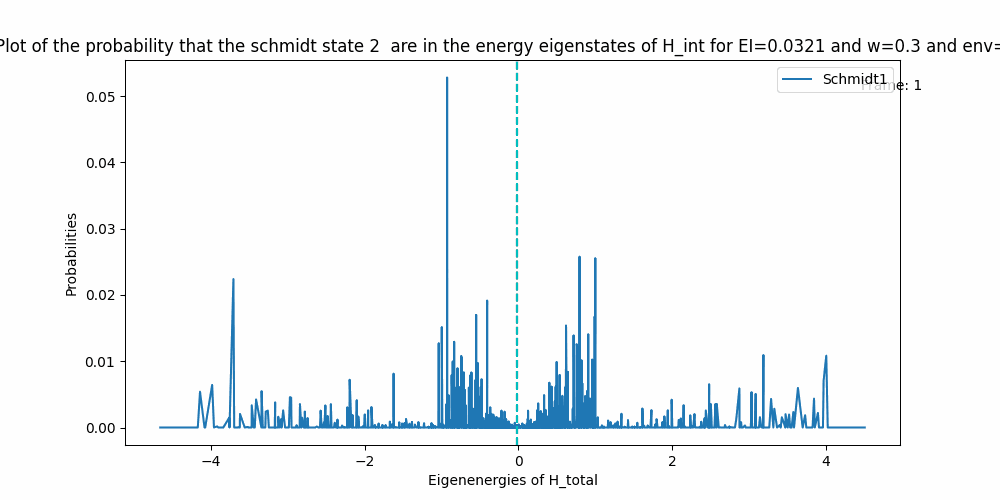 Plot of the probability that the schmidt state 2  are in the energy eigenstates of H_int for EI=0.0321 and w=0.3 and env=
Schmidt1
Frame: 1
0.05
0.04
0.03
0.02
0.01
0.00
Probabilities
−4
−2
0
2
4
Eigenenergies of H_total